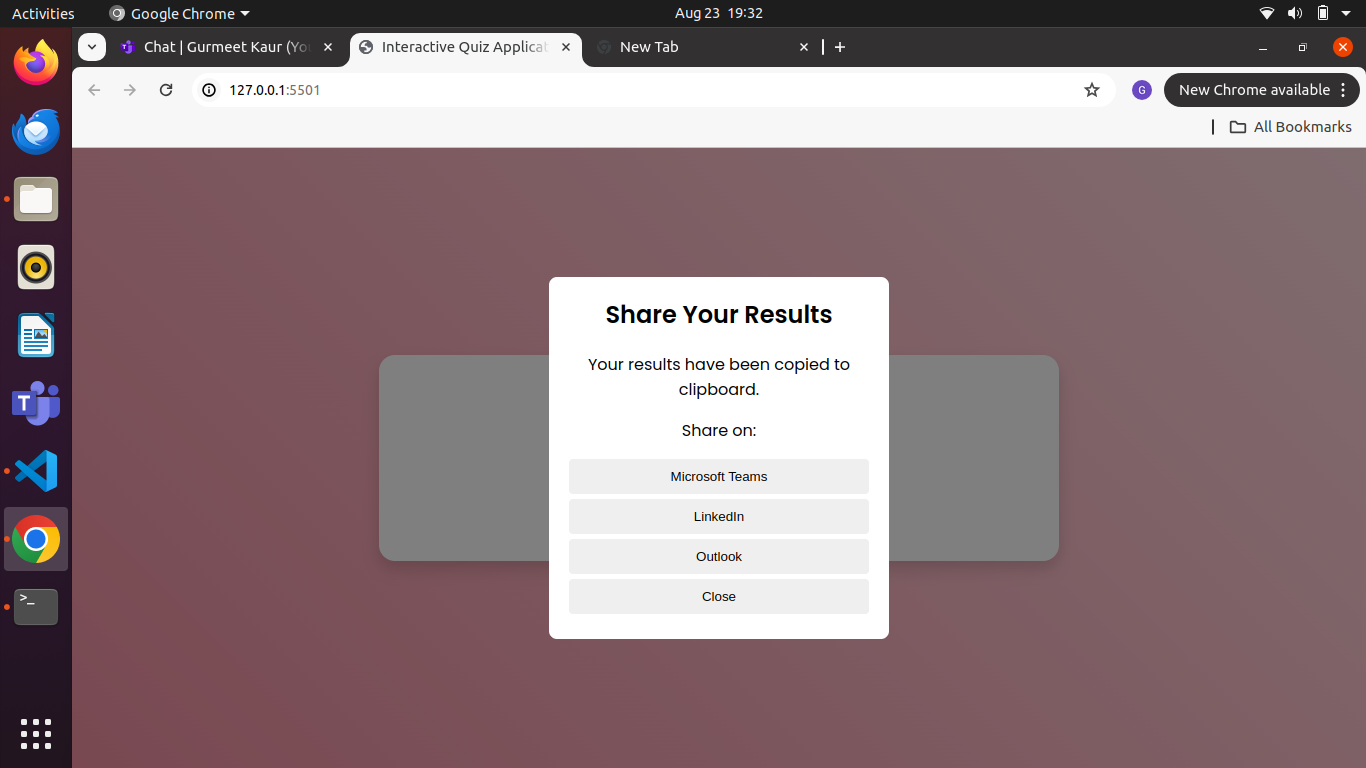 Activities
Google Chrome
Aug 23 19:32
Chat | Gurmeet Kaur (Yo
Interactive Quiz Applicat
New Tab
127.0.0.1:5501
G
New Chrome available
All Bookmarks
Share Your Results
Your results have been copied to
clipboard.
Share on:
Microsoft Teams
LinkedIn
Outlook
Close
T
>_